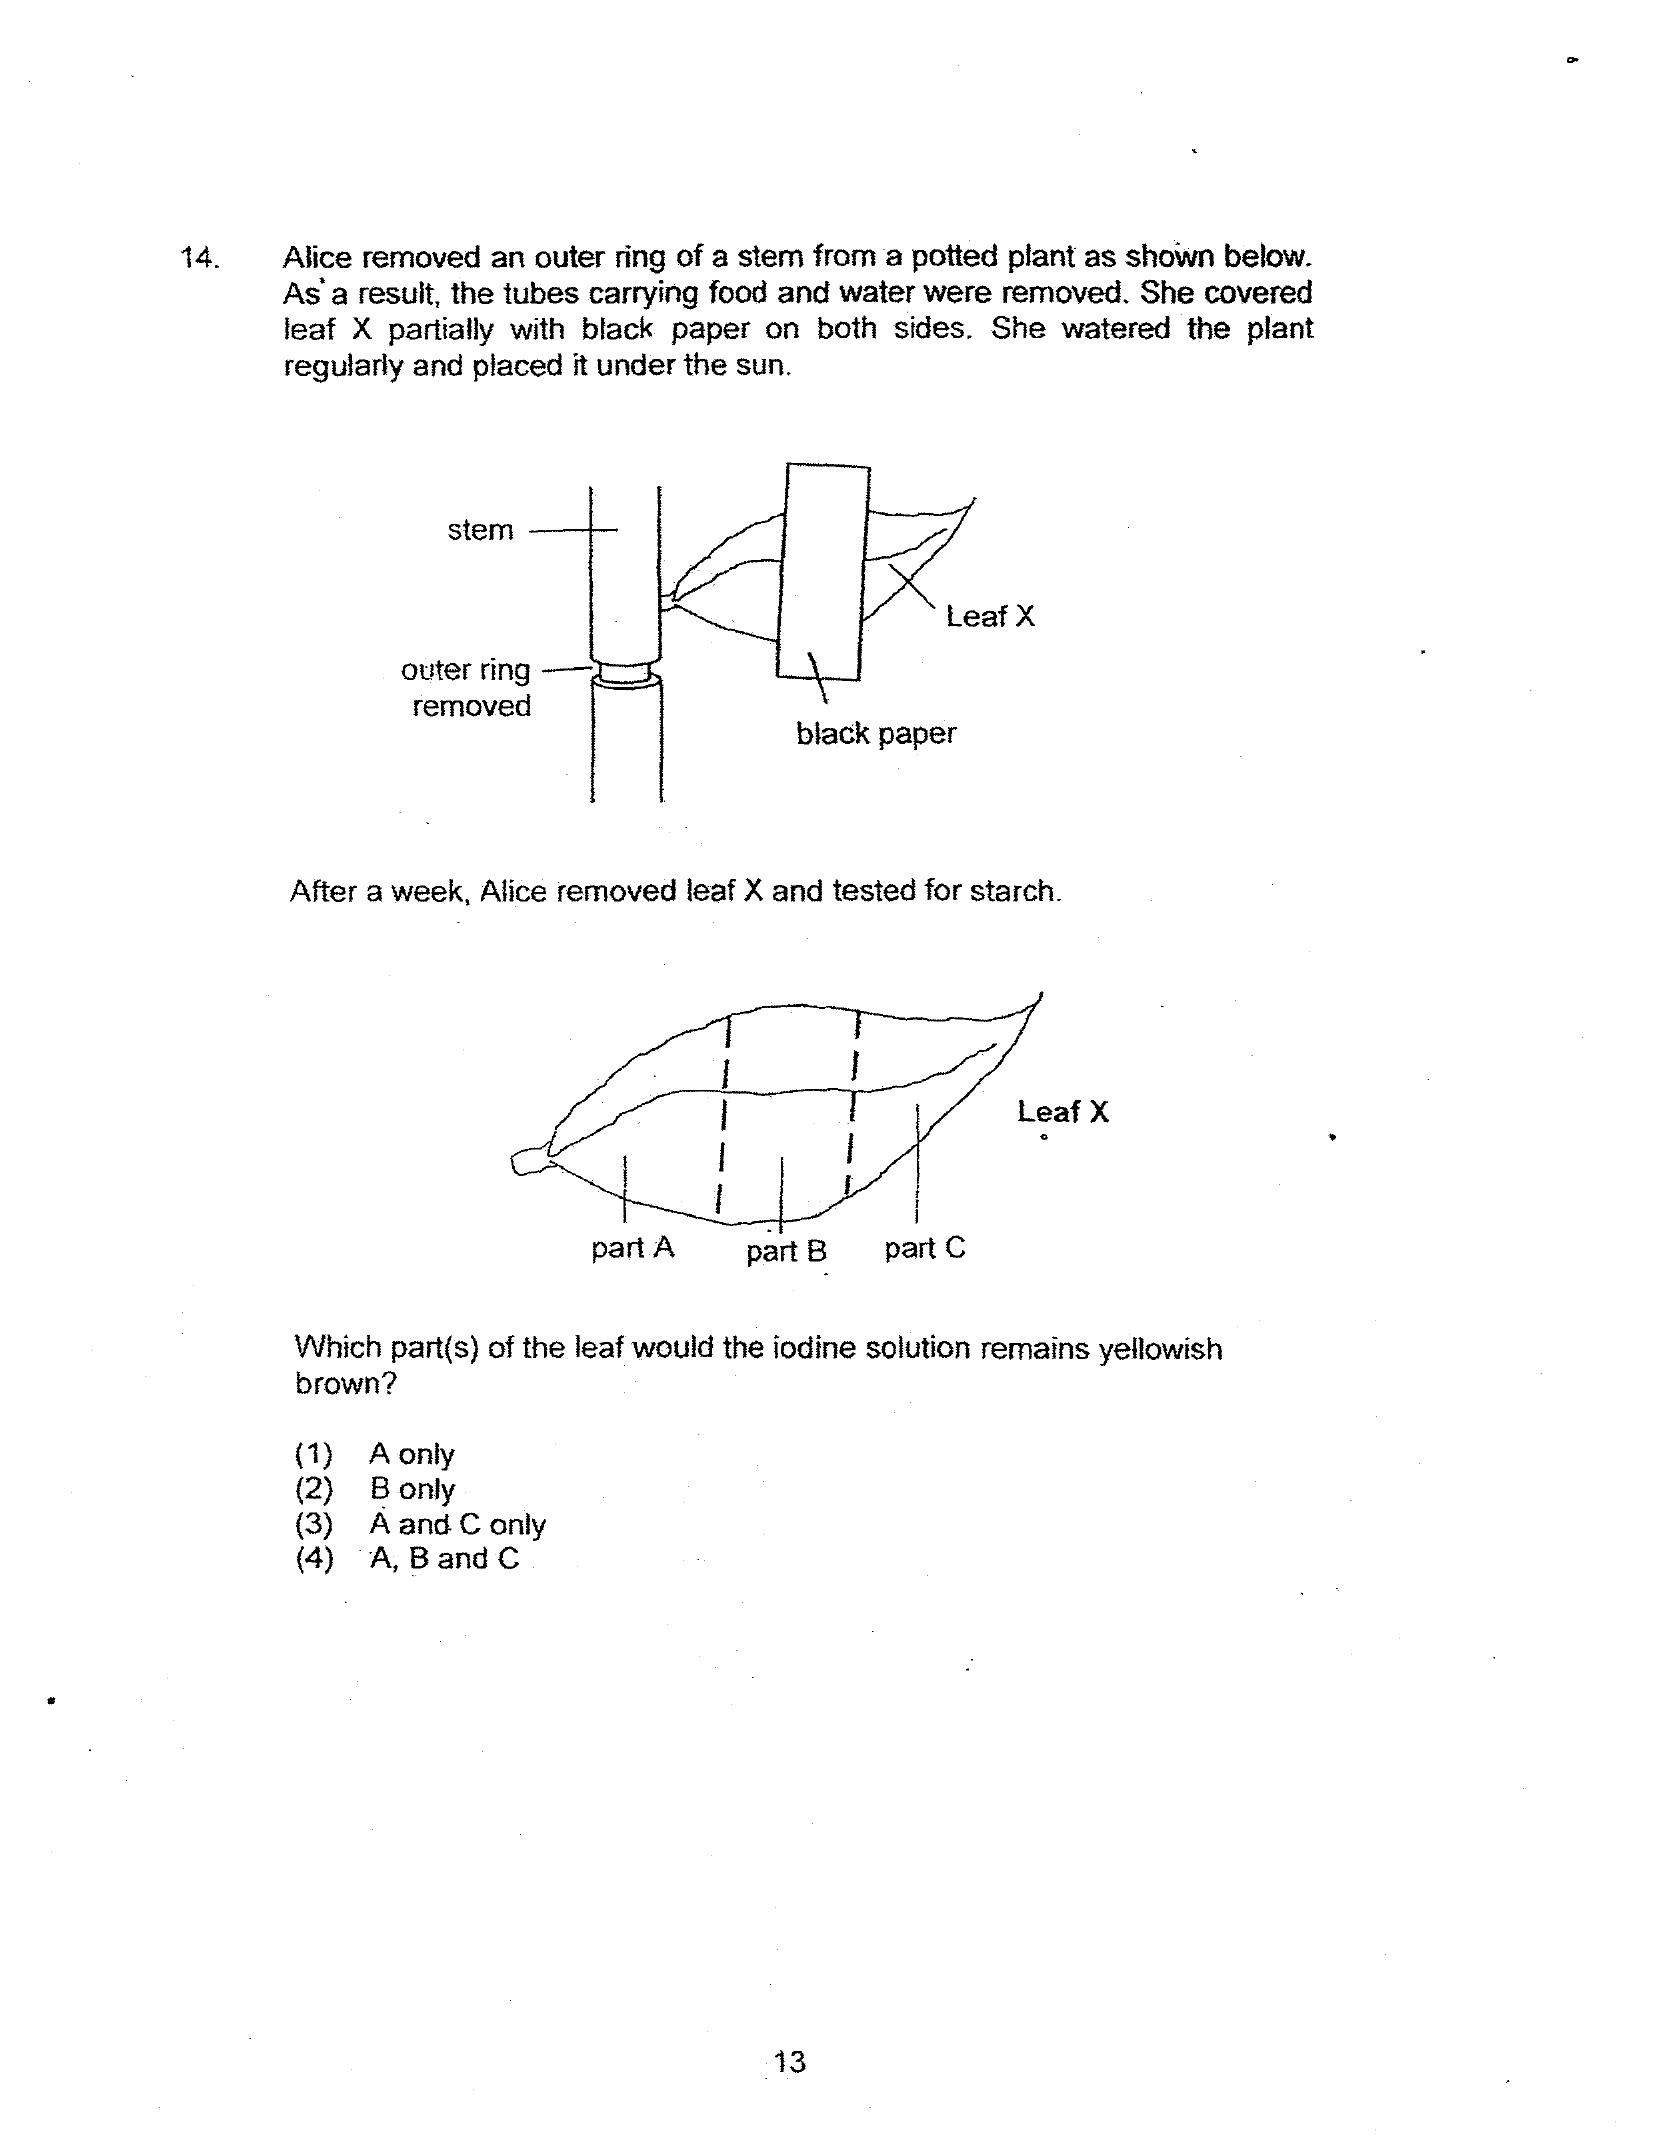 14. Alice removed an outer ring of a stem from a potted plant as shown below.
As a result, the tubes carrying food and water were removed. She covered
leaf X partially with black paper on both sides. She watered the plant
regularly and placed it under the sun.
stem
Leaf X
outer ring
removed
black paper
After a week, Alice removed leaf X and tested for starch.
Leaf X
part A part B part C
Which part(s) of the leaf would the iodine solution remains yellowish
brown?
(1) A only
(2) B only
(3) A and C only
(4) A, B and C
13